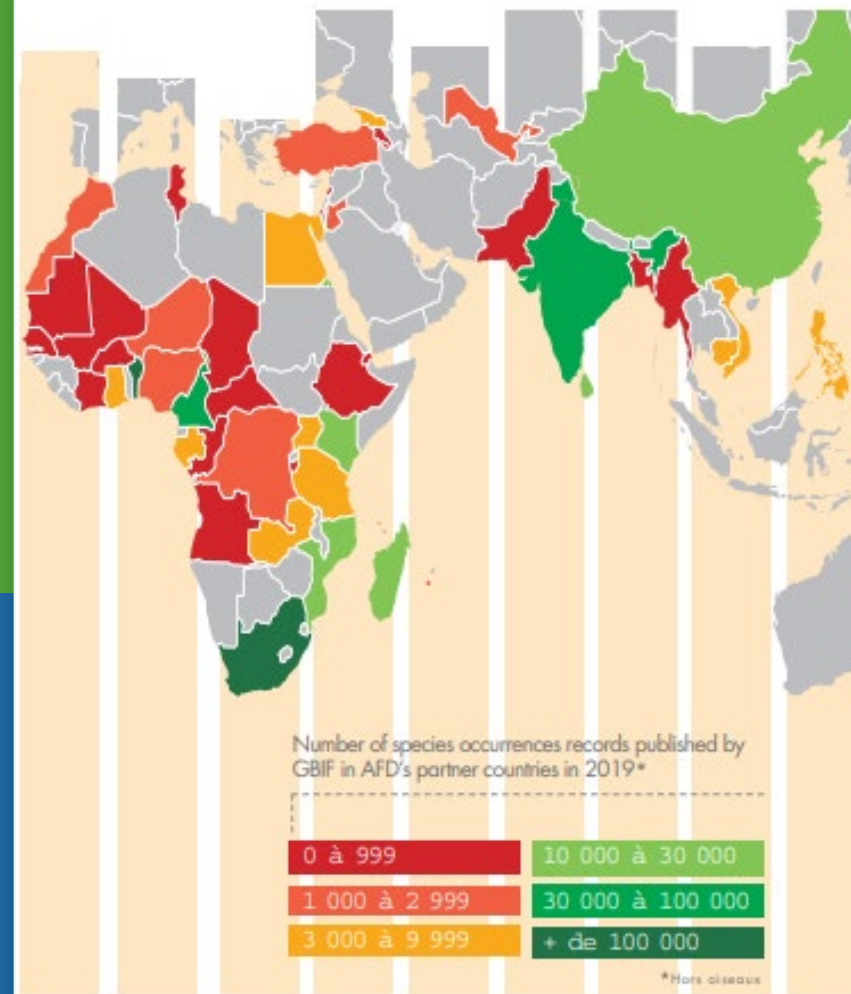 Number of species occurrences records published by
GBIF in AFD's partner countries in 2019*
0 à 999
10 000 à 30 000
1 000 à 2 999
30 000 à 100 000
3 000 à 9 999
+ de 100 000
*Hors oiseaux